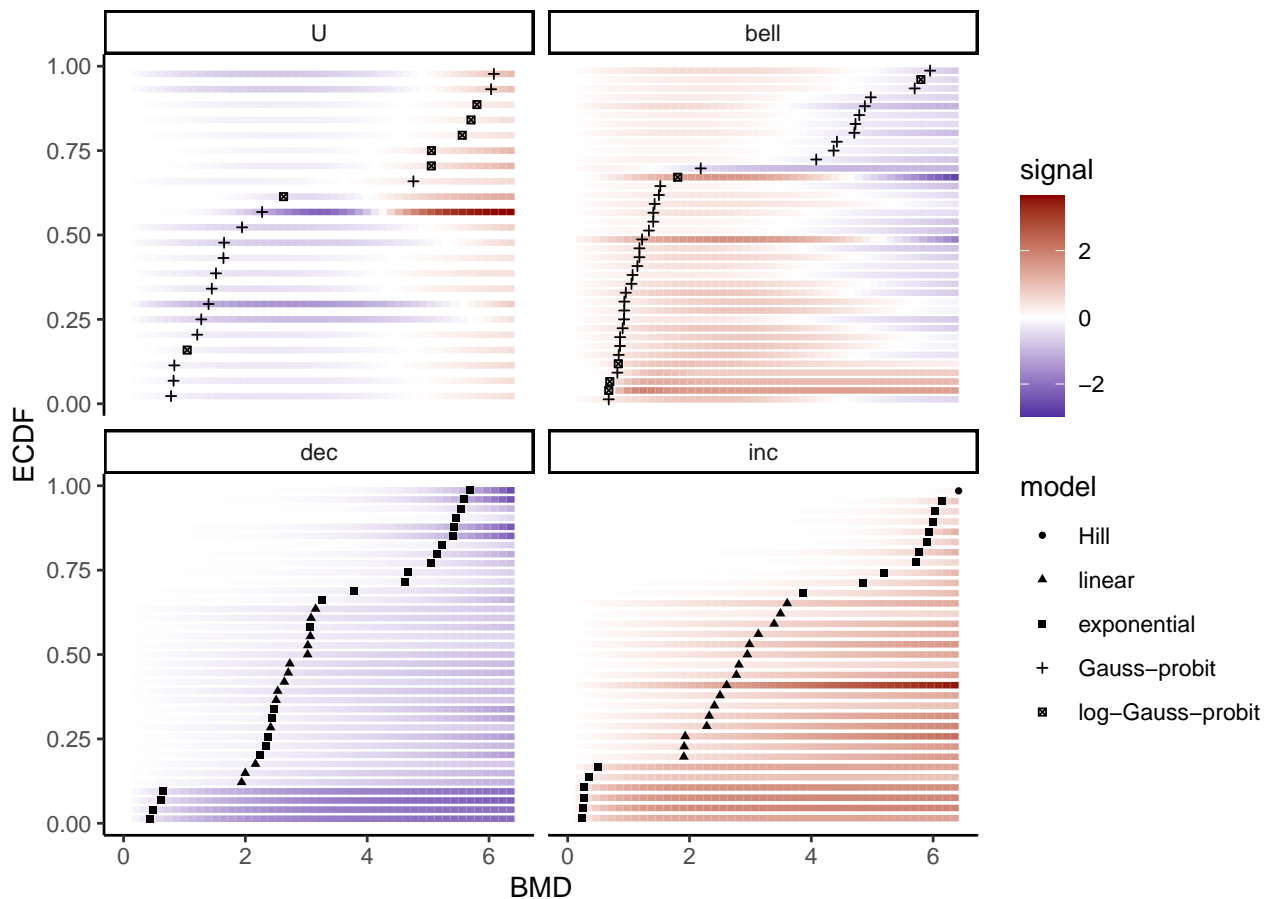 U
bell
1.00
0.75
0.50
0.25
0.00
dec
inc
1.00
0.75
0.50
0.25
0.00
0
2
4
6
0
2
4
6
ECDF
BMD
signal
2
0
−2
model
Hill
linear
exponential
Gauss−probit
log−Gauss−probit